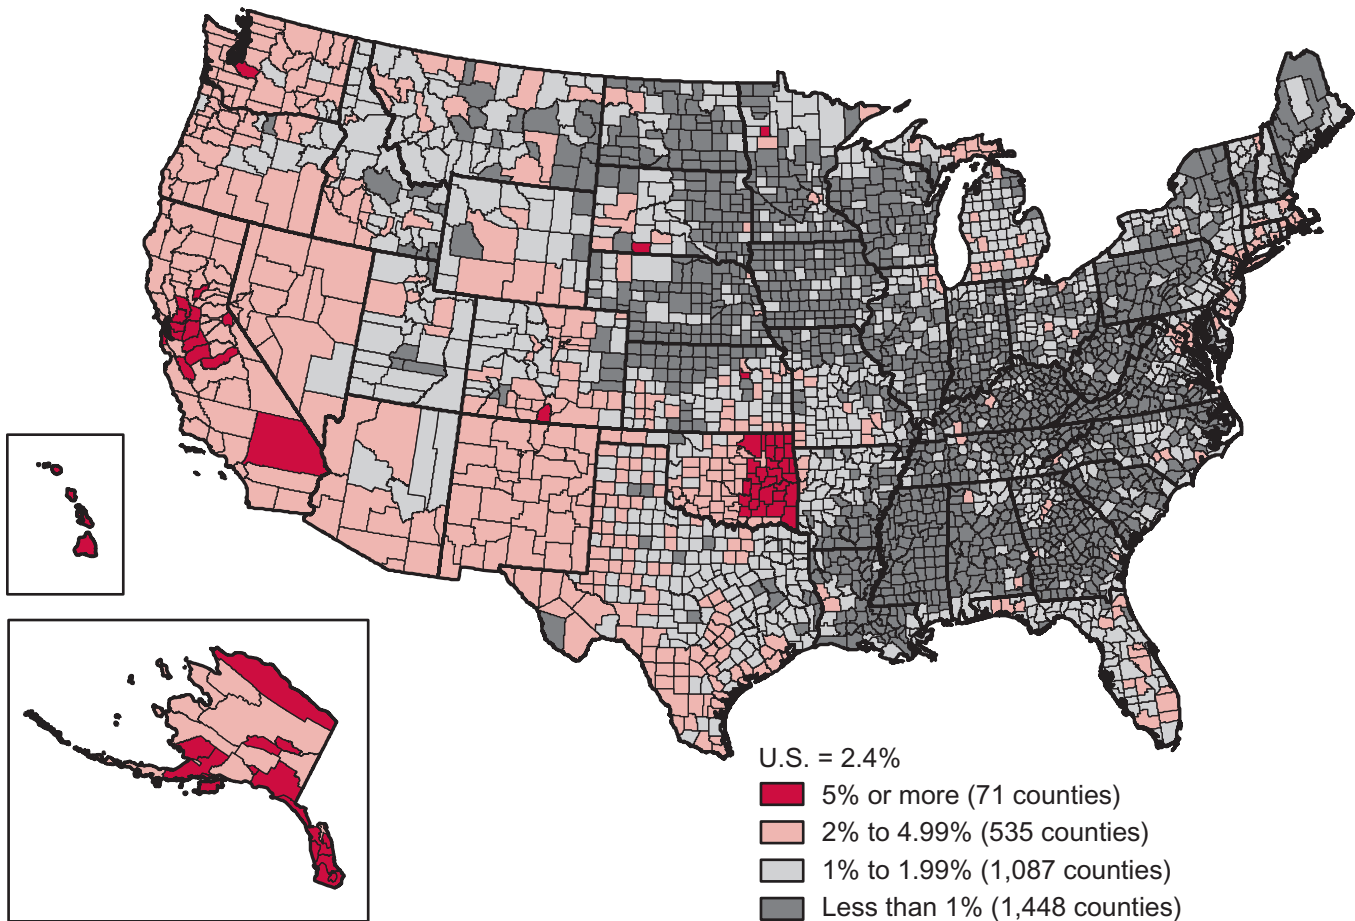 U.S. = 2.4%
5% or more (71 counties)
2% to 4.99% (535 counties)
1% to 1.99% (1,087 counties)
Less than 1% (1,448 counties)